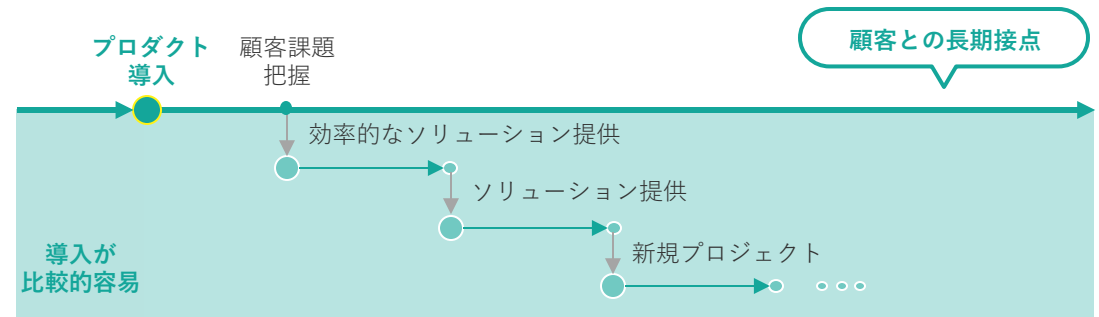 プロダクト
導入
顧客課題
把握
顧客との長期接点
効率的なソリューション提供
ソリューション提供
新規プロジェクト
導入が
比較的容易